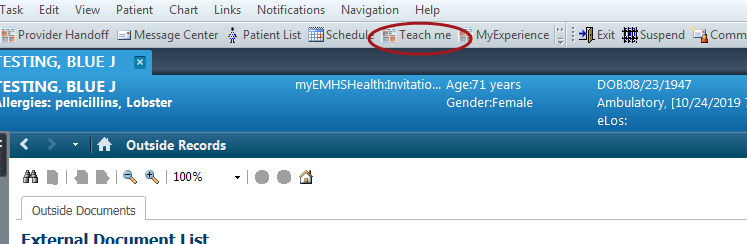 Task Edit View Patient Chart Links Notifications Navigation Help
Provider Handoff Message Center Patient List Schedule Teach me MyExperience Exit Suspend
TESTING, BLUE J
TESTING, BLUE J myEMHSHealth:Invitatio... Age:71 years DOB:08/23/1947
Allergies: penicillins, Lobster Gender:Female Ambulatory, [10/24/2019
eLos:
Outside Records
100%
Outside Documents
External Document List